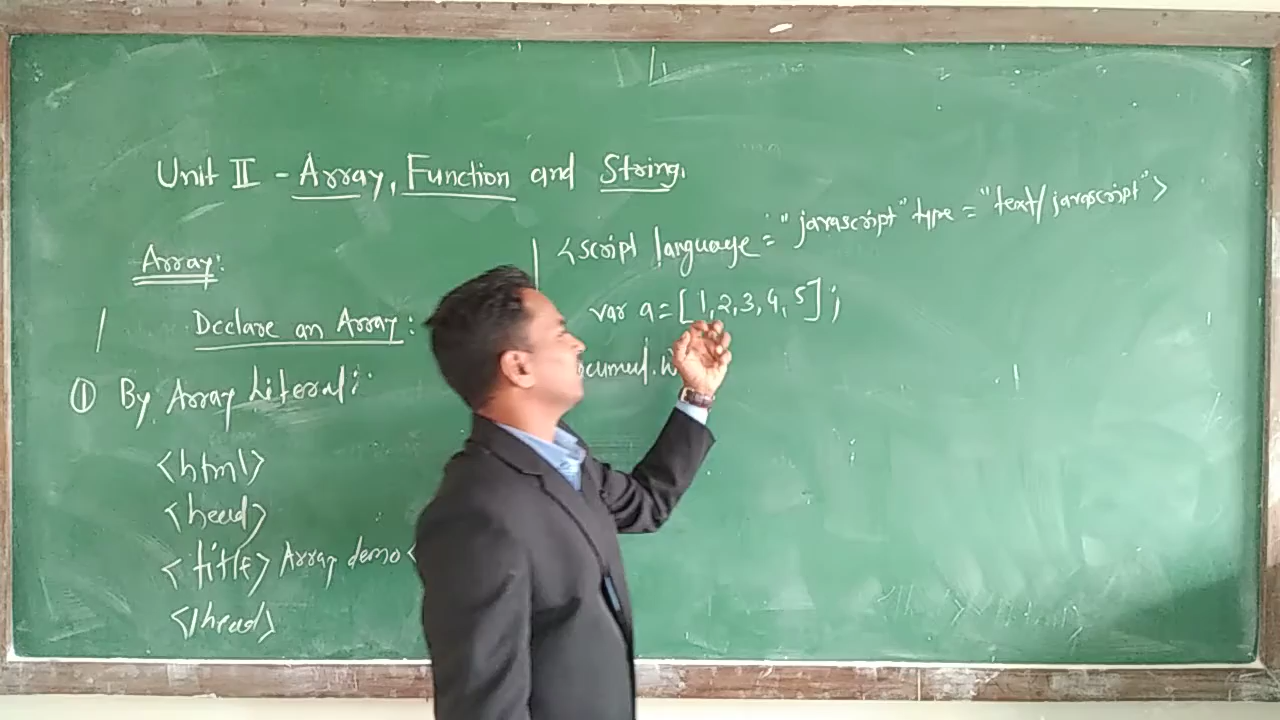 Unit II - Array, Function and String.
Array:
Declare an Array:
① By Array Literal:
<html>
<head>
<title> Array demo <
</head>
<script language="javascript" type="text/javascript">
var a=[1,2,3,4,5];